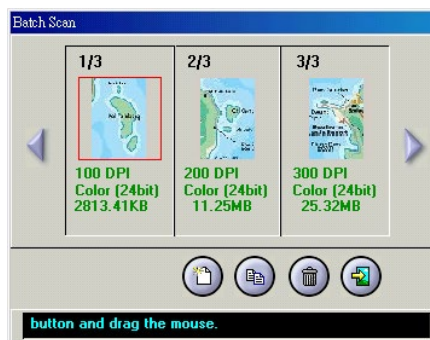 Batch Scan
1/3
2/3
3/3
100 DPI
Color (24bit)
2813.41KB
200 DPI
Color (24bit)
11.25MB
300 DPI
Color (24bit)
25.32MB
button and drag the mouse.